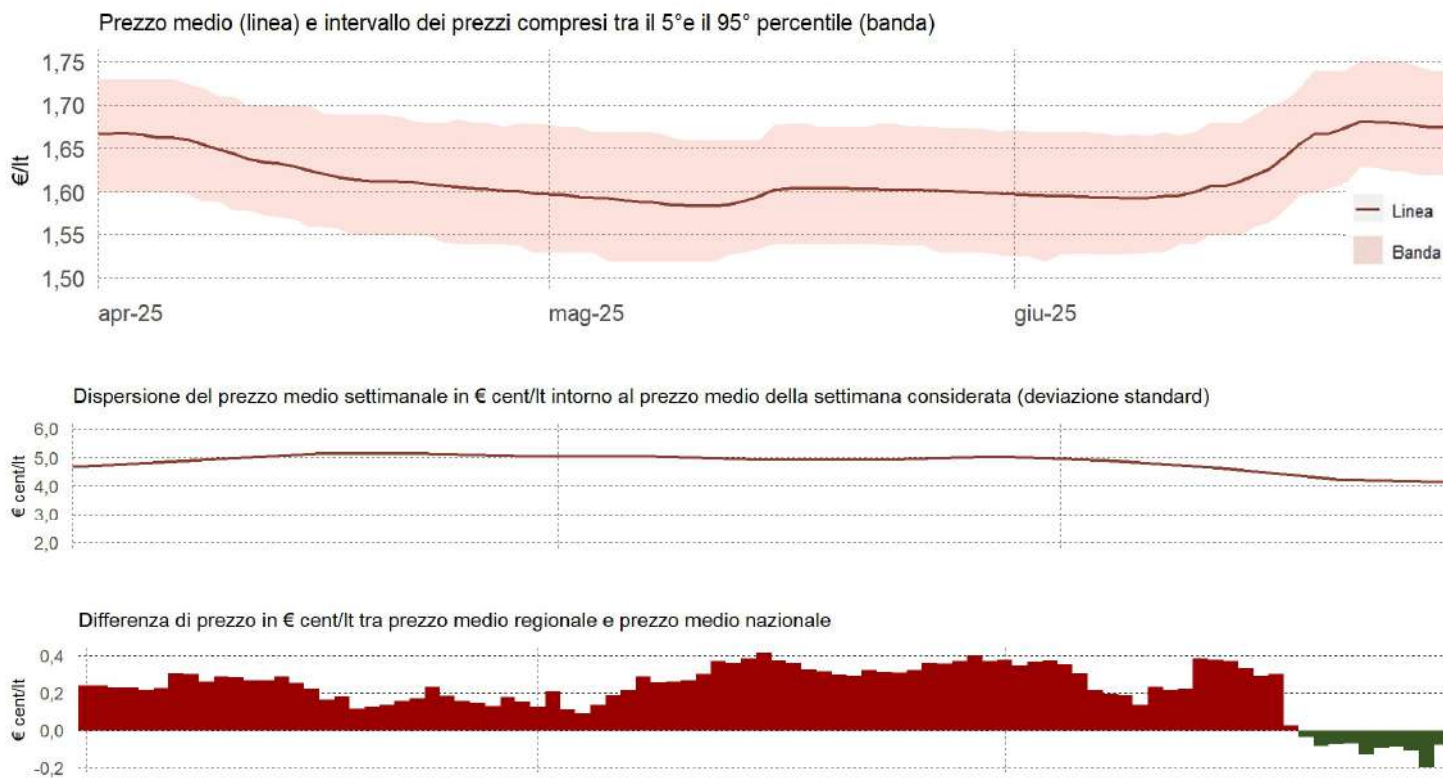 Prezzo medio (linea) e intervallo dei prezzi compresi tra il 5°e il 95° percentile (banda)
1,75
1,70
1,65
1,60
1,55
1,50
€/lt
Linea
Banda
apr-25 mag-25 giu-25
Dispersione del prezzo medio settimanale in € cent/lt intorno al prezzo medio della settimana considerata (deviazione standard)
6,0
5,0
4,0
3,0
2,0
€ cent/lt
Differenza di prezzo in € cent/lt tra prezzo medio regionale e prezzo medio nazionale
0,4
0,2
0,0
-0,2
€ cent/lt